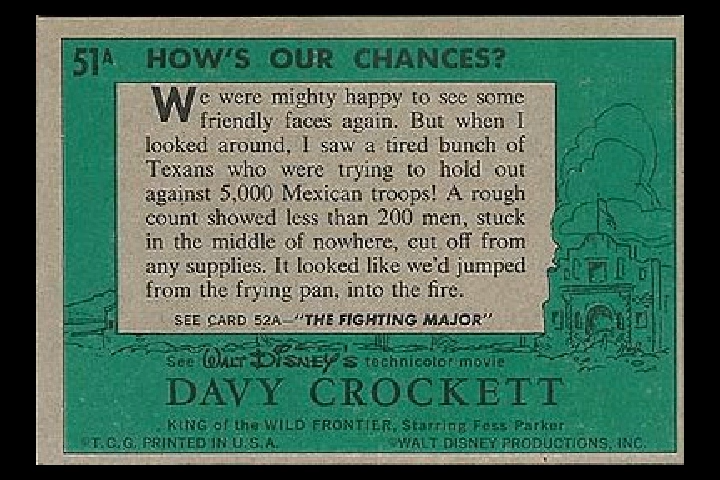 51A HOW'S OUR CHANCES?
We were mighty happy to see some
friendly faces again. But when I
looked around, I saw a tired bunch of
Texans who were trying to hold out
against 5,000 Mexican troops! A rough
count showed less than 200 men, stuck
in the middle of nowhere, cut off from
any supplies. It looked like we'd jumped
from the frying pan, into the fire.
SEE CARD 52A—"THE FIGHTING MAJOR"
See WALT DISNEY'S technicolor movie
DAVY CROCKETT
KING of the WILD FRONTIER, Starring Fess Parker
©T.C.G. PRINTED IN U.S.A. ©WALT DISNEY PRODUCTIONS, INC.